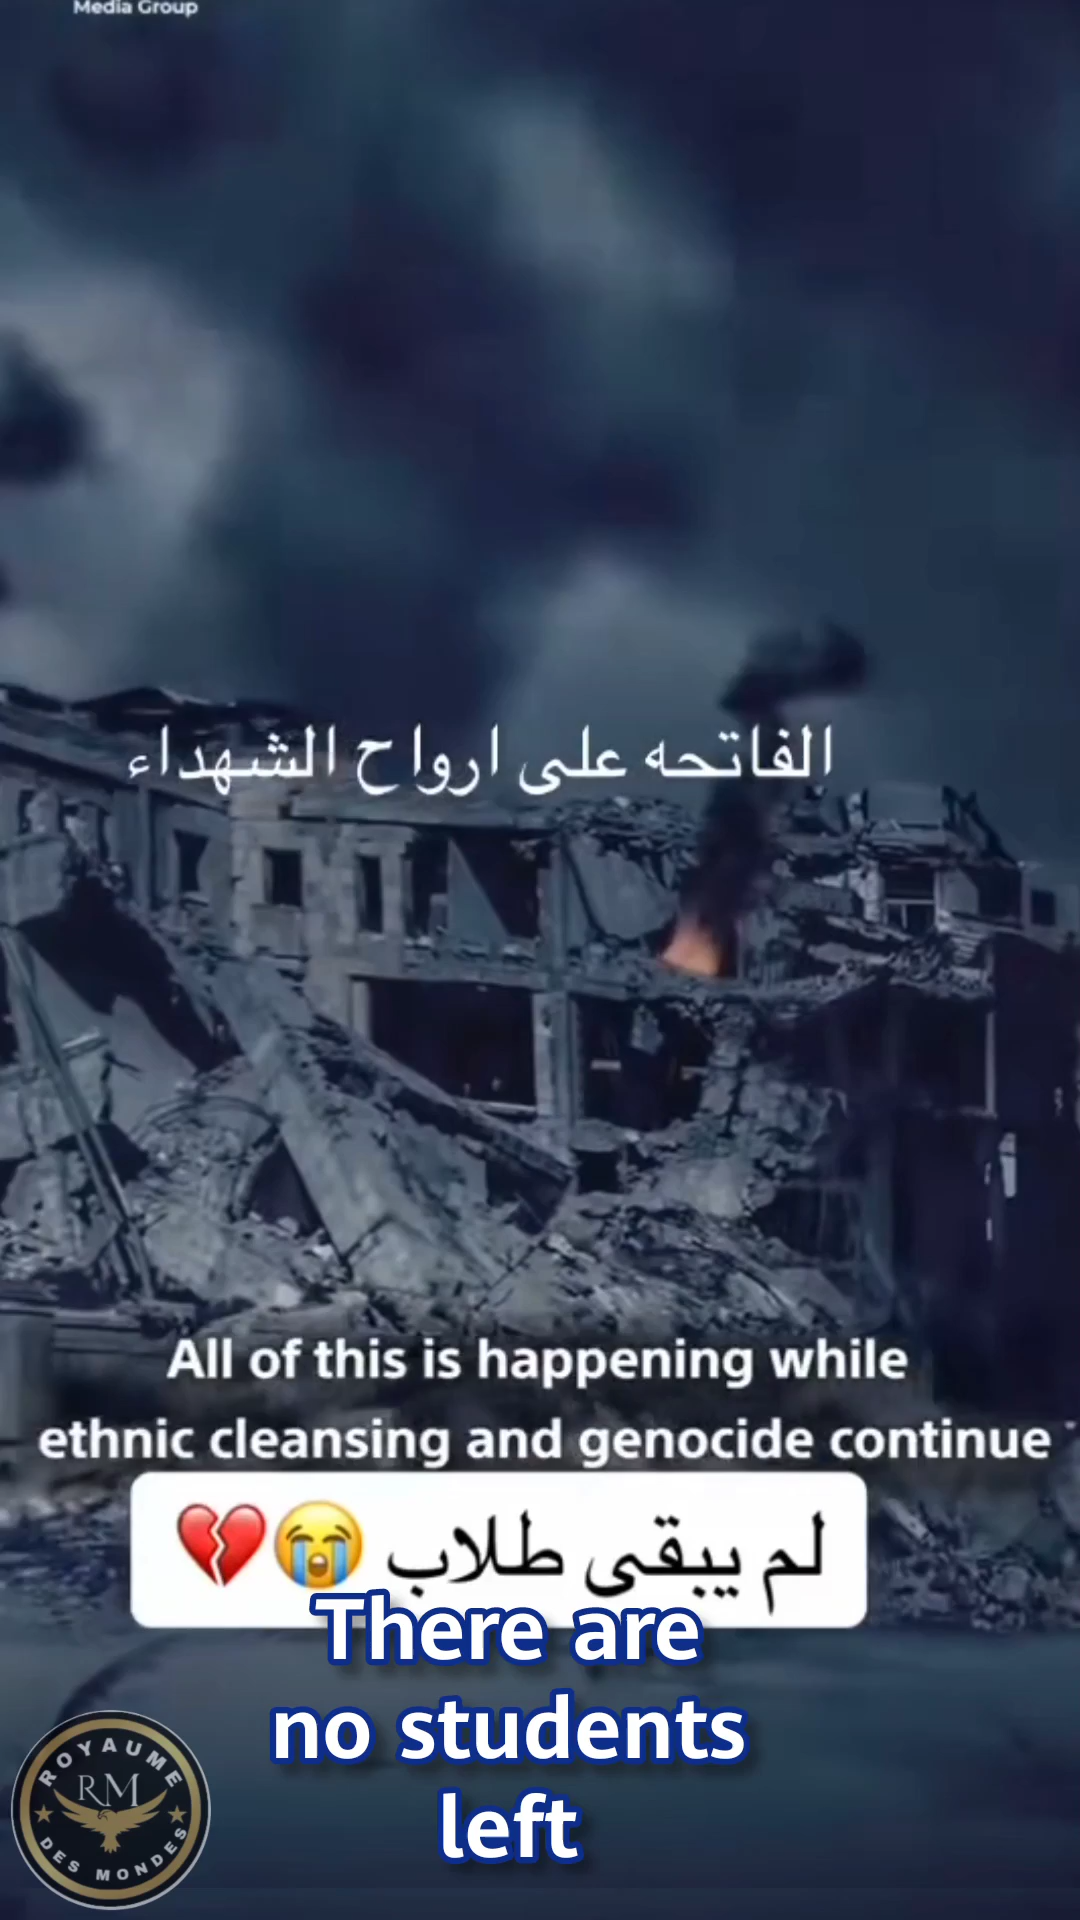 Media Group
الفاتحه على ارواح الشهداء
All of this is happening while
ethnic cleansing and genocide continue
لم يبقى طلاب 😭💔
There are
no students
left
ROYAUME
RM
DES MONDES